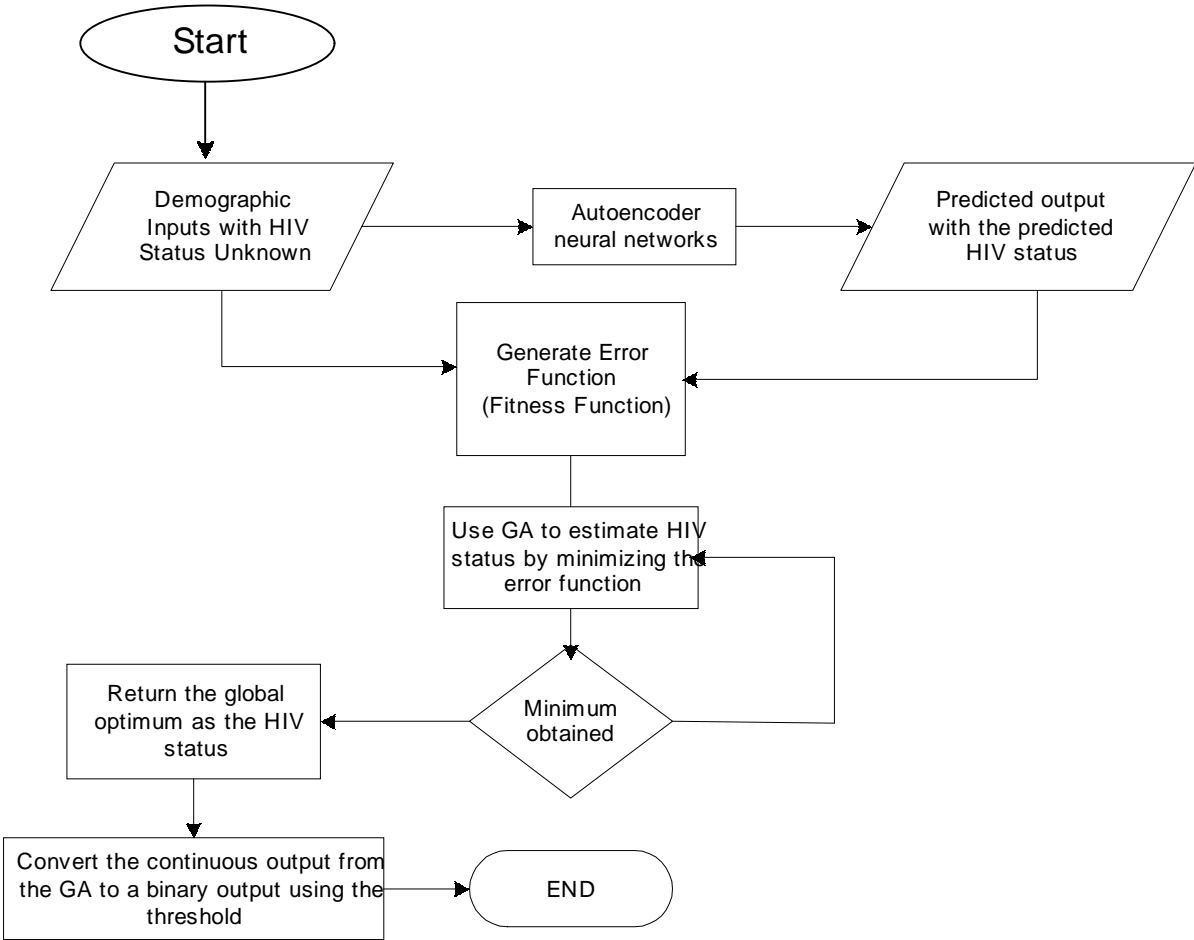 Start
Demographic
Inputs with HIV
Status Unknown
Autoencoder
neural networks
Predicted output
with the predicted
HIV status
Generate Error
Function
(Fitness Function)
Use GA to estimate HIV
status by minimizing the
error function
Minimum
obtained
Return the global
optimum as the HIV
status
Convert the continuous output from
the GA to a binary output using the
threshold
END